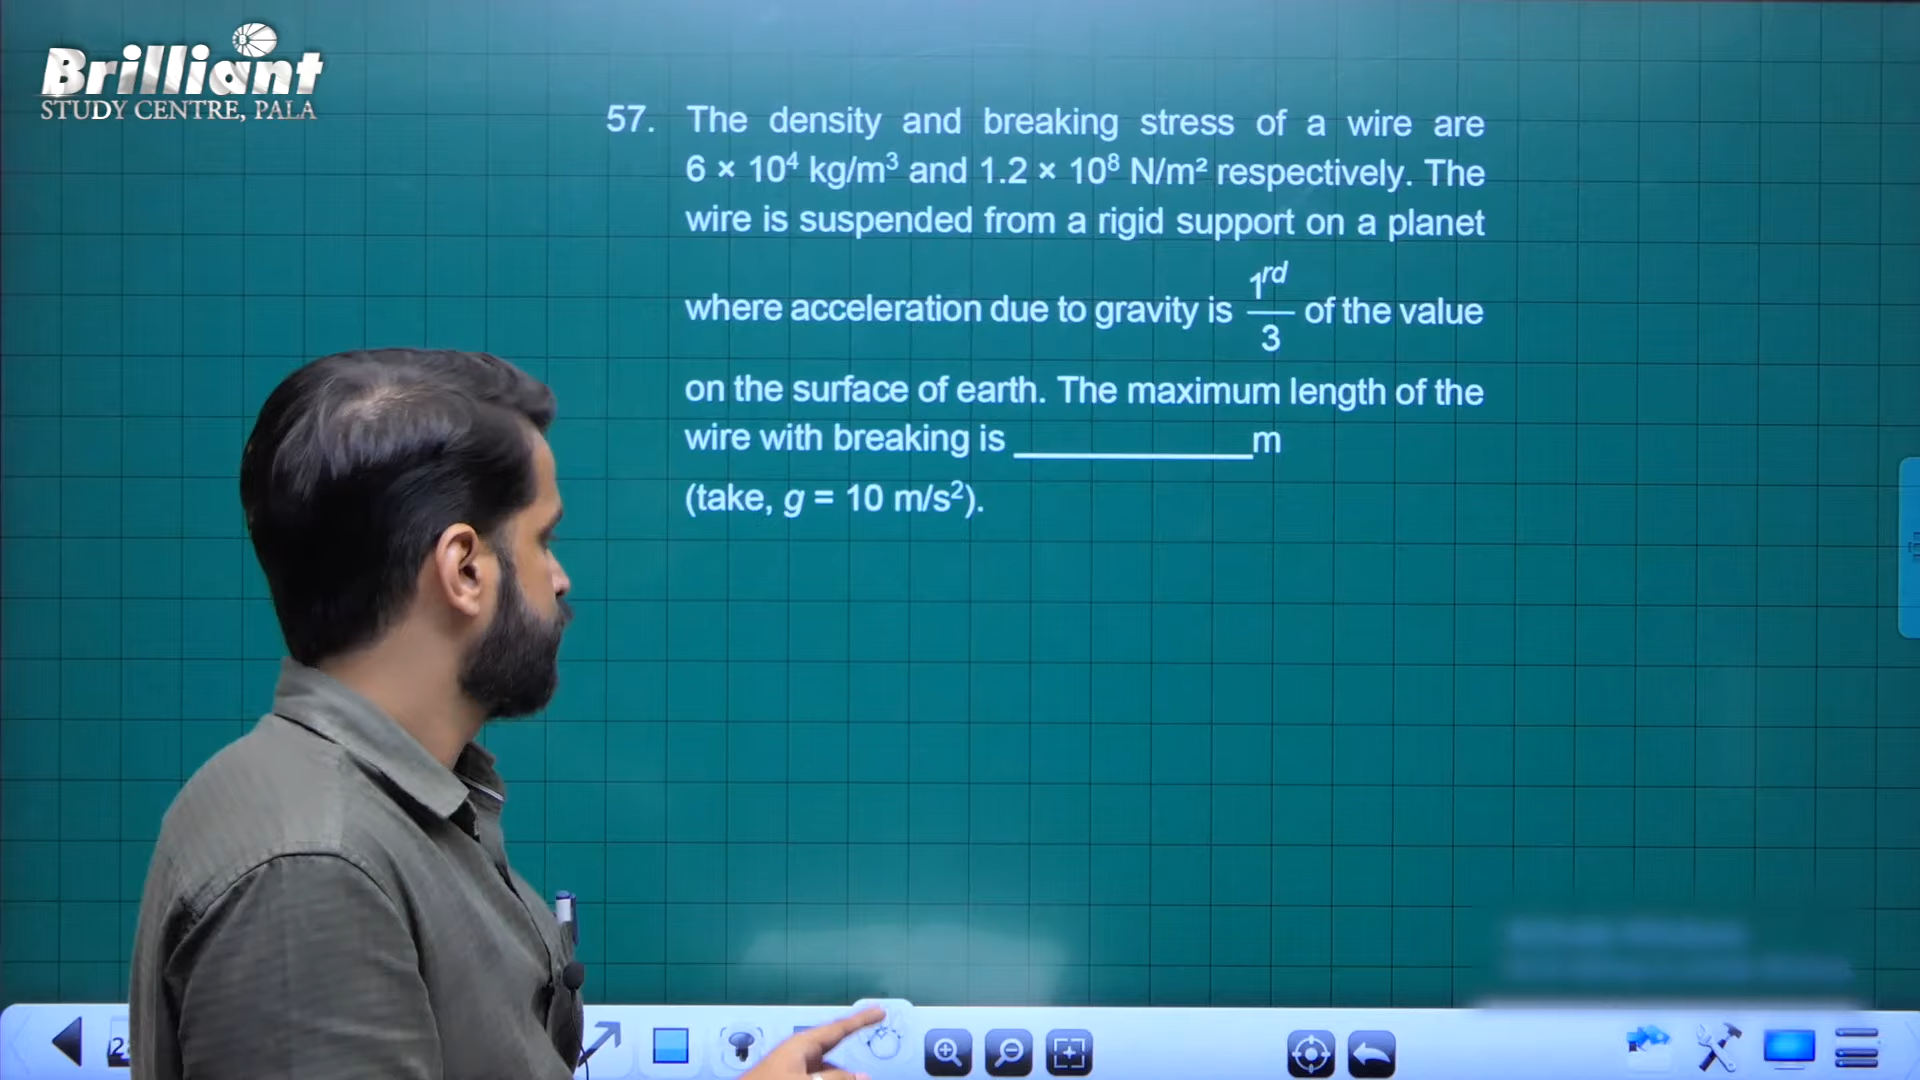 Brilliant
STUDY CENTRE, PALA
57. The density and breaking stress of a wire are
6 × 10⁴ kg/m³ and 1.2 × 10⁸ N/m² respectively. The
wire is suspended from a rigid support on a planet
where acceleration due to gravity is 1^rd/3 of the value
on the surface of earth. The maximum length of the
wire with breaking is ____________m
(take, g = 10 m/s²).